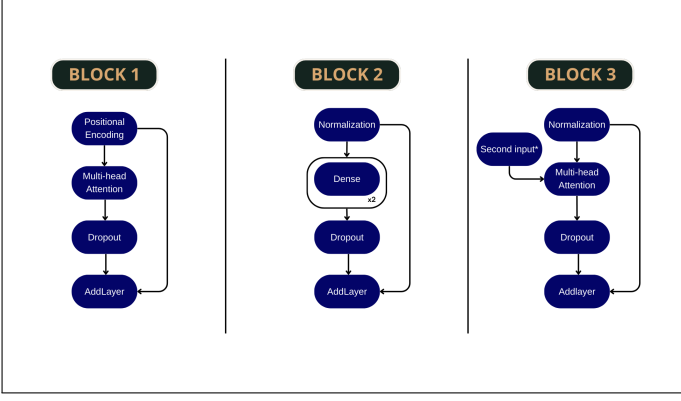 BLOCK 1
Positional
Encoding
Multi-head
Attention
Dropout
AddLayer
BLOCK 2
Normalization
Dense
x2
Dropout
AddLayer
BLOCK 3
Normalization
Second input*
Multi-head
Attention
Dropout
Addlayer